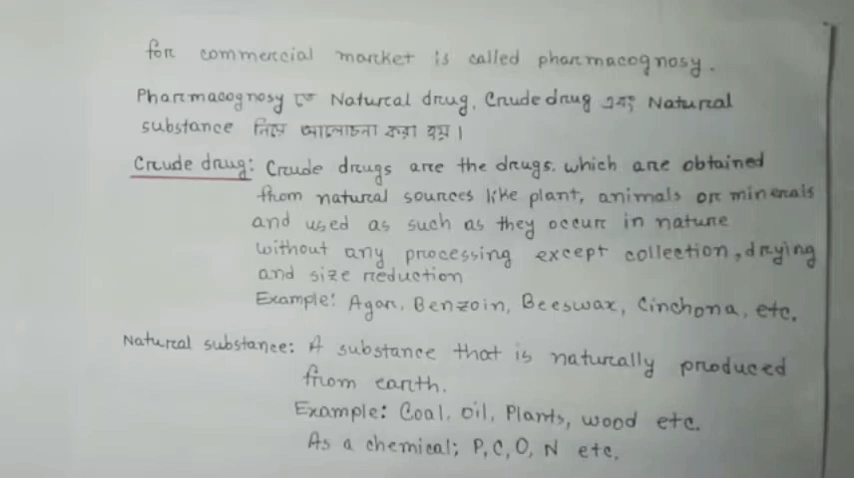 for commercial market is called pharmacognosy.
Pharmacognosy তে Natural drug, Crude drug এবং Natural
substance নিয়ে আলোচনা করা হয়।
Crude drug: Crude drugs are the drugs. which are obtained
from natural sources like plant, animals or minerals
and used as such as they occur in nature
without any processing except collection, drying
and size reduction
Example: Agar, Benzoin, Beeswax, Cinchona, etc.
Natural substance: A substance that is naturally produced
from earth.
Example: Coal, oil, Plants, wood etc.
As a chemical; P, C, O, N etc.